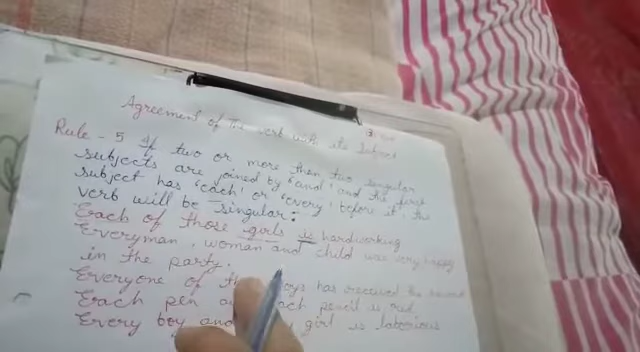 Agreement of The verb with its Subject
Rule - 5 If two or more than two singular
subjects are joined by 'and' and the first
subject has 'each' or 'every' before it the
verb will be singular:
Each of those girls is hardworking
Everyman, woman and child was very happy
in the party.
Everyone of boys has received the
Each pen each pencil is red
Every boy and girl is laborious